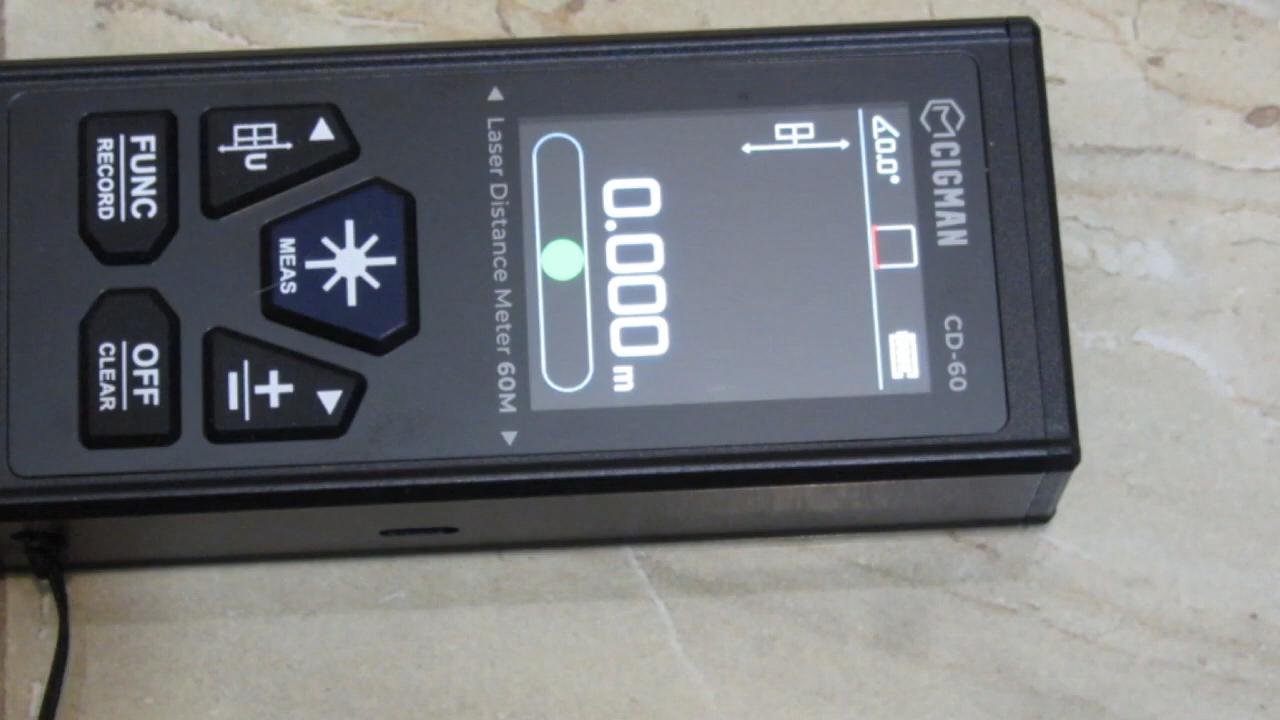 CIGMAN
CD-60
0.0°
0.000 m
Laser Distance Meter 60M
U
MEAS
+
−
FUNC
RECORD
OFF
CLEAR